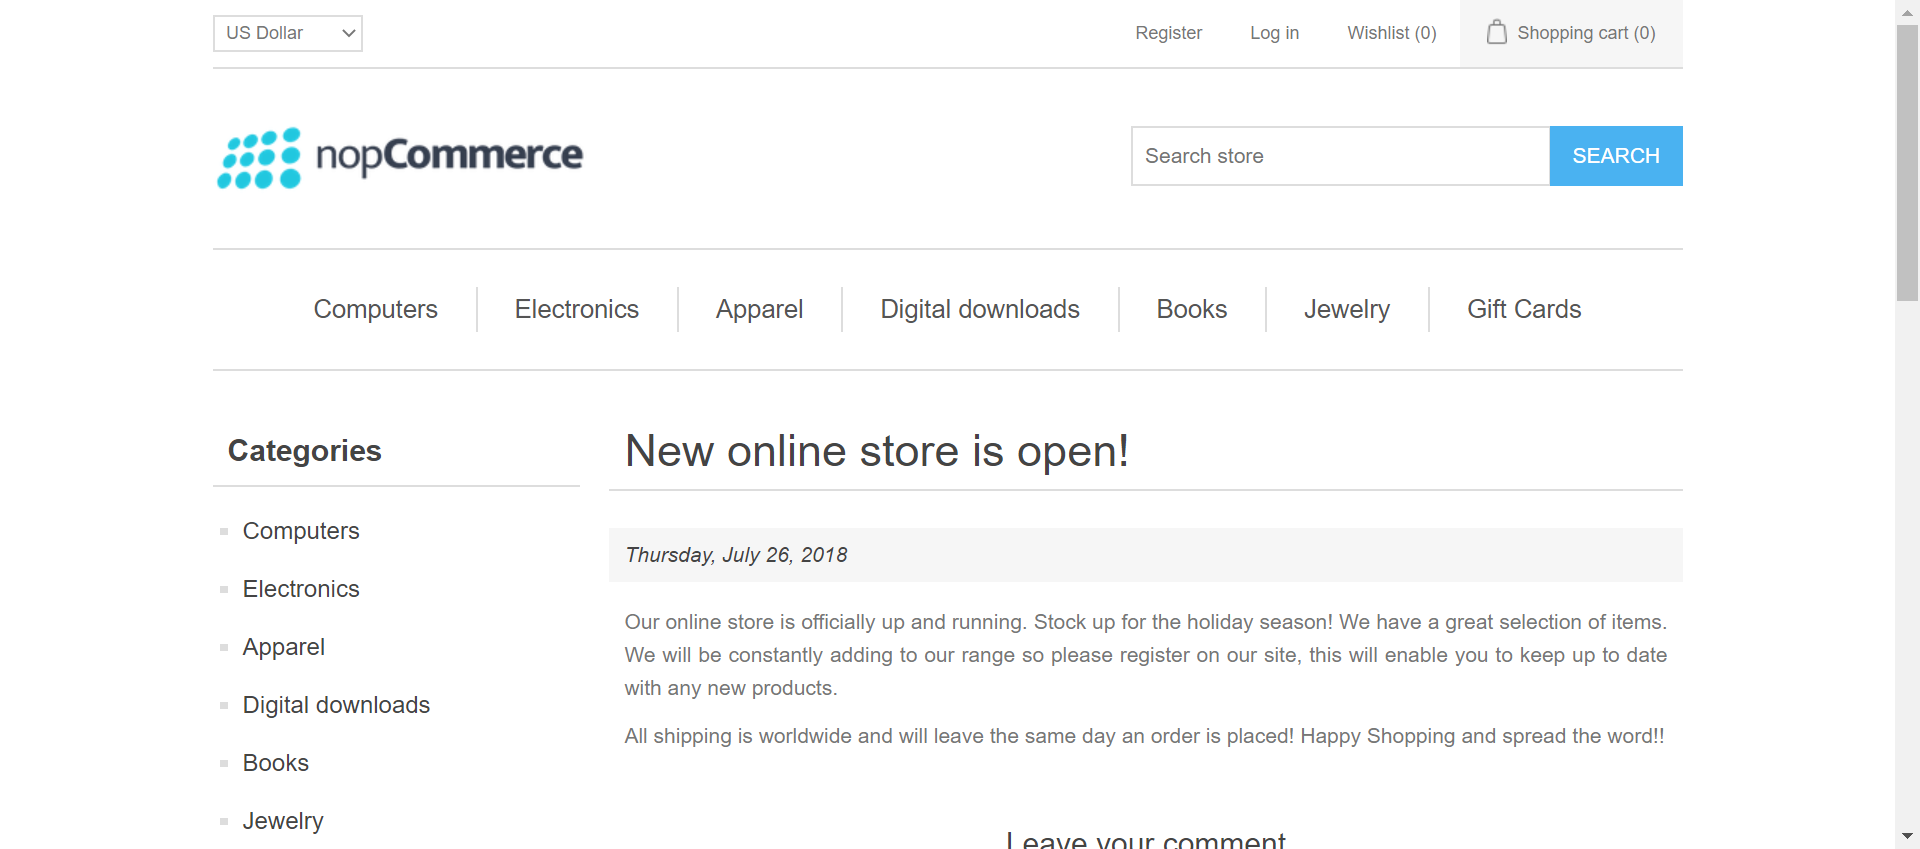 US Dollar
Register
Log in
Wishlist (0)
Shopping cart (0)
nopCommerce
Search store
SEARCH
Computers
Electronics
Apparel
Digital downloads
Books
Jewelry
Gift Cards
Categories
Computers
Electronics
Apparel
Digital downloads
Books
Jewelry
New online store is open!
Thursday, July 26, 2018
Our online store is officially up and running. Stock up for the holiday season! We have a great selection of items.
We will be constantly adding to our range so please register on our site, this will enable you to keep up to date
with any new products.
All shipping is worldwide and will leave the same day an order is placed! Happy Shopping and spread the word!!
Leave your comment